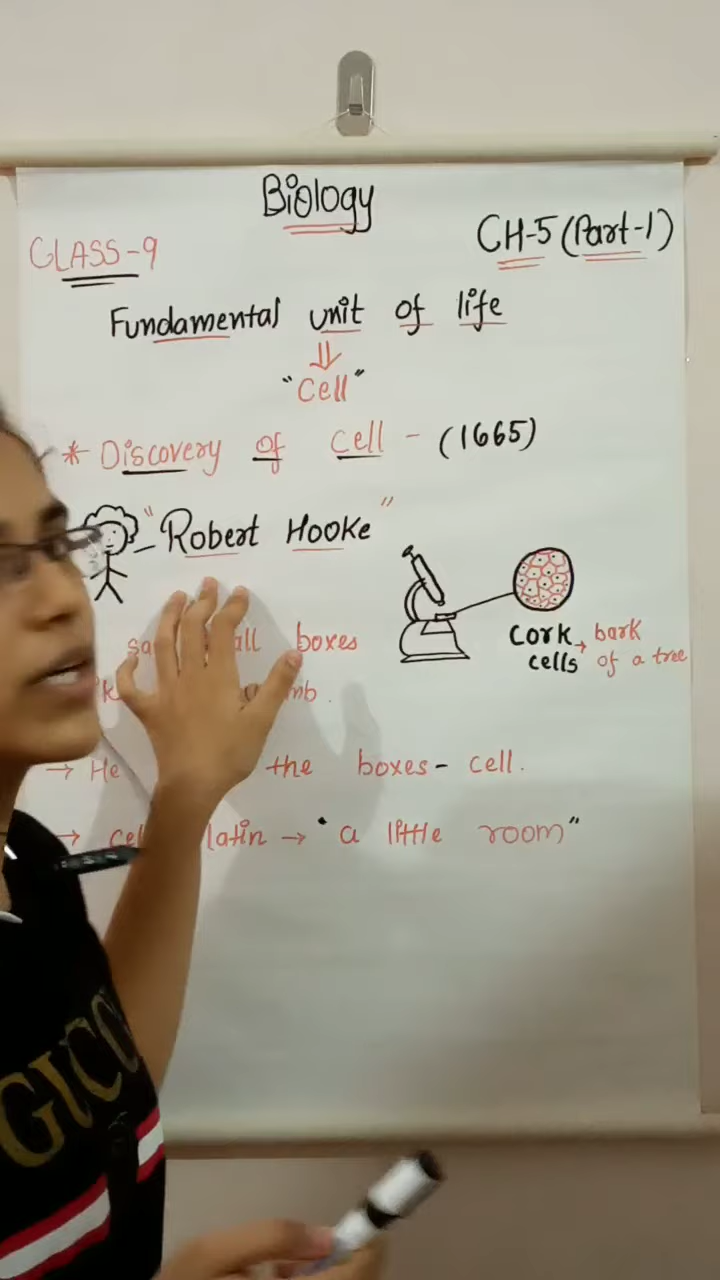 Biology
CLASS-9
CH-5 (Part-1)
Fundamental unit of life
⇓
"Cell"
* Discovery of cell - (1665)
"Robert Hooke"
boxes
Cork → bark
cells of a tree
→ He the boxes - cell.
→ latin → "a little room"